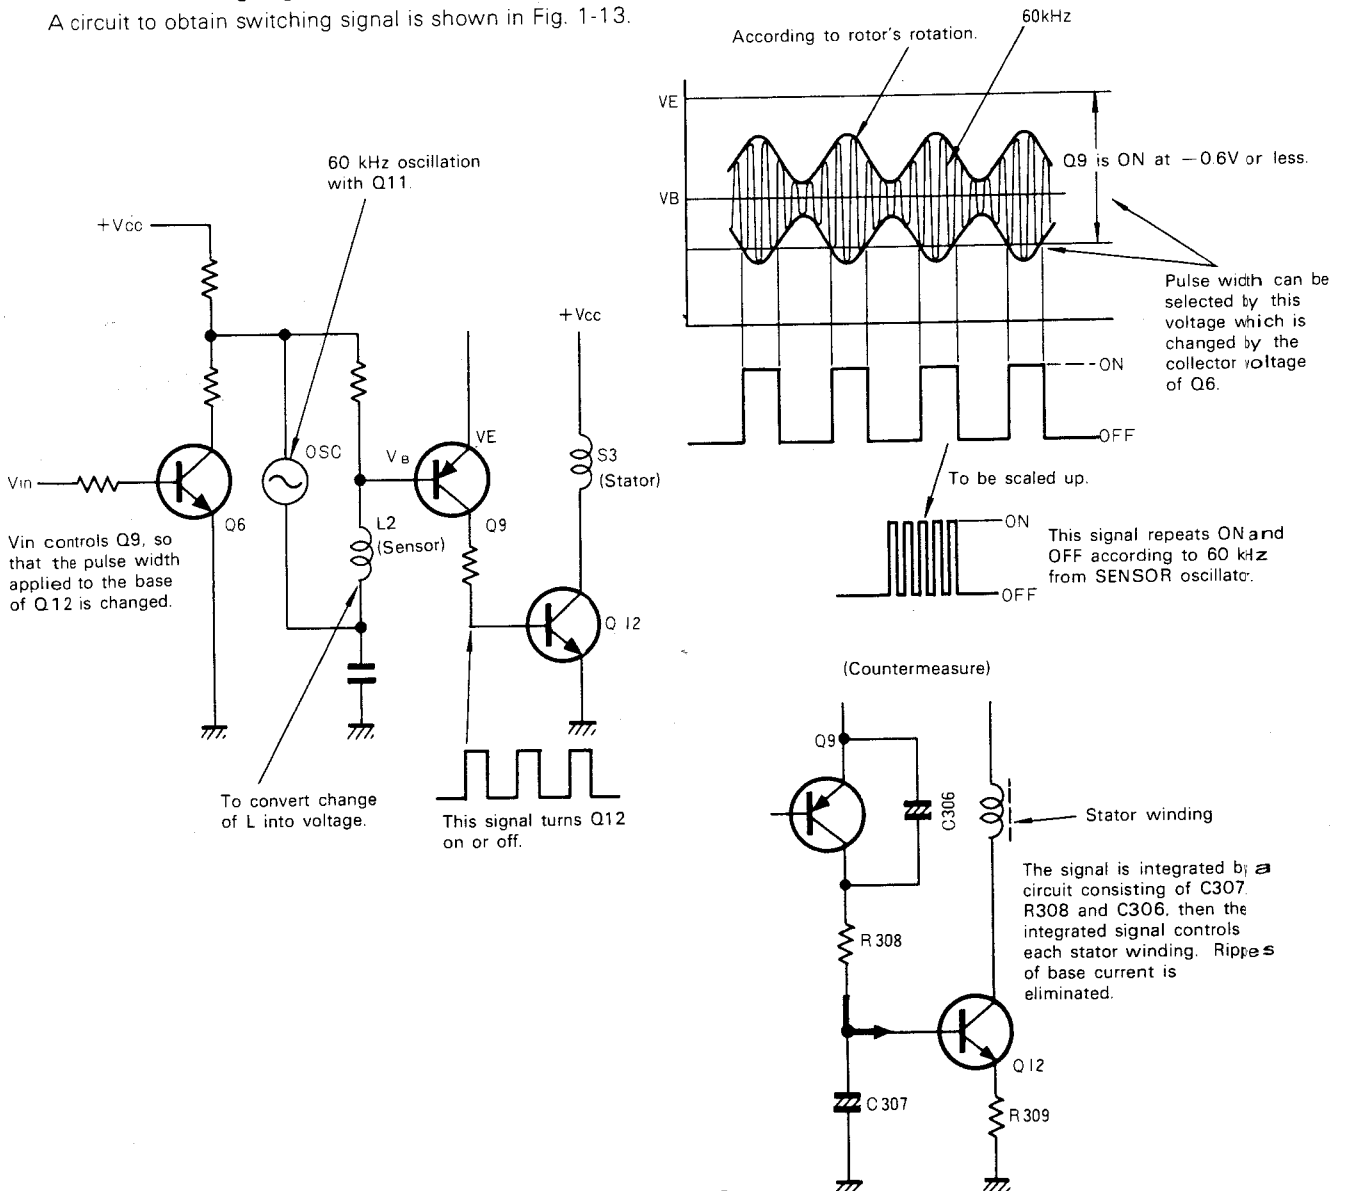 A circuit to obtain switching signal is shown in Fig. 1-13.
60 kHz oscillation
with Q11.
+Vcc
OSC
Vin
Q6
Vin controls Q9, so
that the pulse width
applied to the base
of Q12 is changed.
VB
VE
Q9
L2
(Sensor)
+Vcc
S3
(Stator)
Q12
To convert change
of L into voltage.
This signal turns Q12
on or off.
According to rotor's rotation.
60kHz
VE
VB
Q9 is ON at −0.6V or less.
Pulse width can be
selected by this
voltage which is
changed by the
collector voltage
of Q6.
ON
OFF
To be scaled up.
ON
OFF
This signal repeats ON and
OFF according to 60 kHz
from SENSOR oscillator.
(Countermeasure)
Q9
C306
Stator winding
The signal is integrated by a
circuit consisting of C307,
R308 and C306, then the
integrated signal controls
each stator winding. Rippes
of base current is
eliminated.
R308
Q12
C307
R309